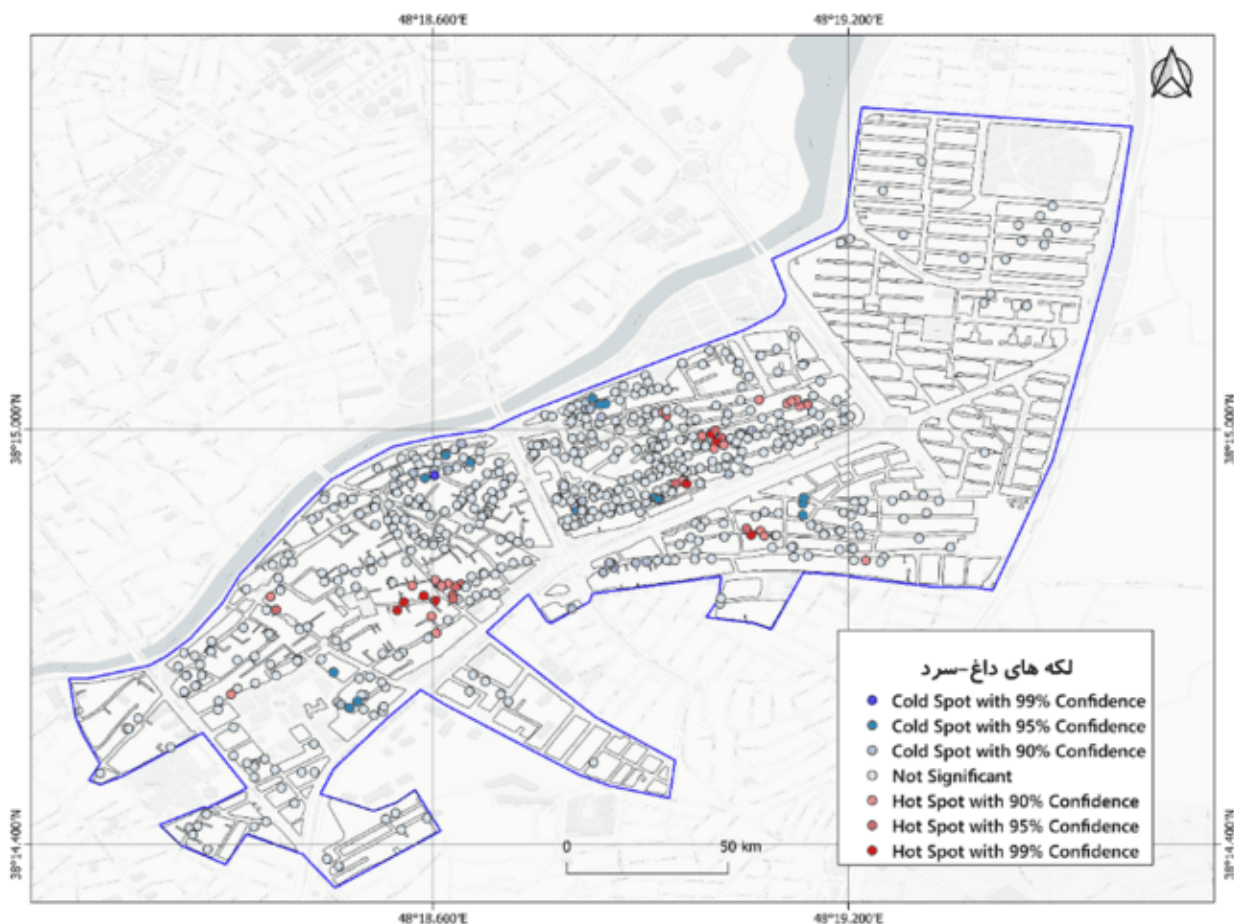 48°18.600'E
48°19.200'E
38°15.000'N
38°15.000'N
لکه های داغ-سرد
Cold Spot with 99% Confidence
Cold Spot with 95% Confidence
Cold Spot with 90% Confidence
Not Significant
Hot Spot with 90% Confidence
Hot Spot with 95% Confidence
Hot Spot with 99% Confidence
0
50 km
38°14.400'N
38°14.400'N
48°18.600'E
48°19.200'E